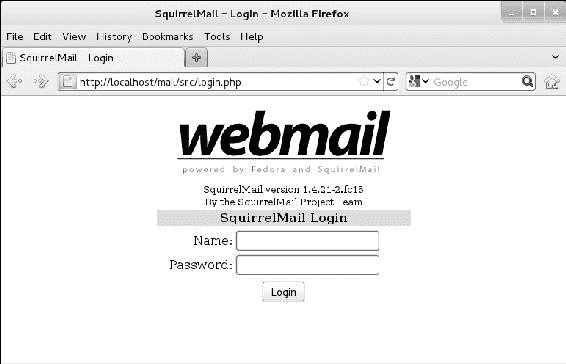 SquirrelMail - Login - Mozilla Firefox
File Edit View History Bookmarks Tools Help
SquirrelMail - Login
http://localhost/mail/src/login.php
Google
webmail
powered by Fedora and SquirrelMail
SquirrelMail version 1.4.21-2.fc15
By the SquirrelMail Project Team
SquirrelMail Login
Name:
Password:
Login